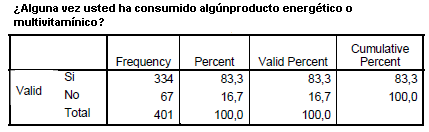 ¿Alguna vez usted ha consumido algúnproducto energético o
multivitamínico?
Frequency Percent Valid Percent Cumulative Percent
Valid Si 334 83,3 83,3 83,3
No 67 16,7 16,7 100,0
Total 401 100,0 100,0